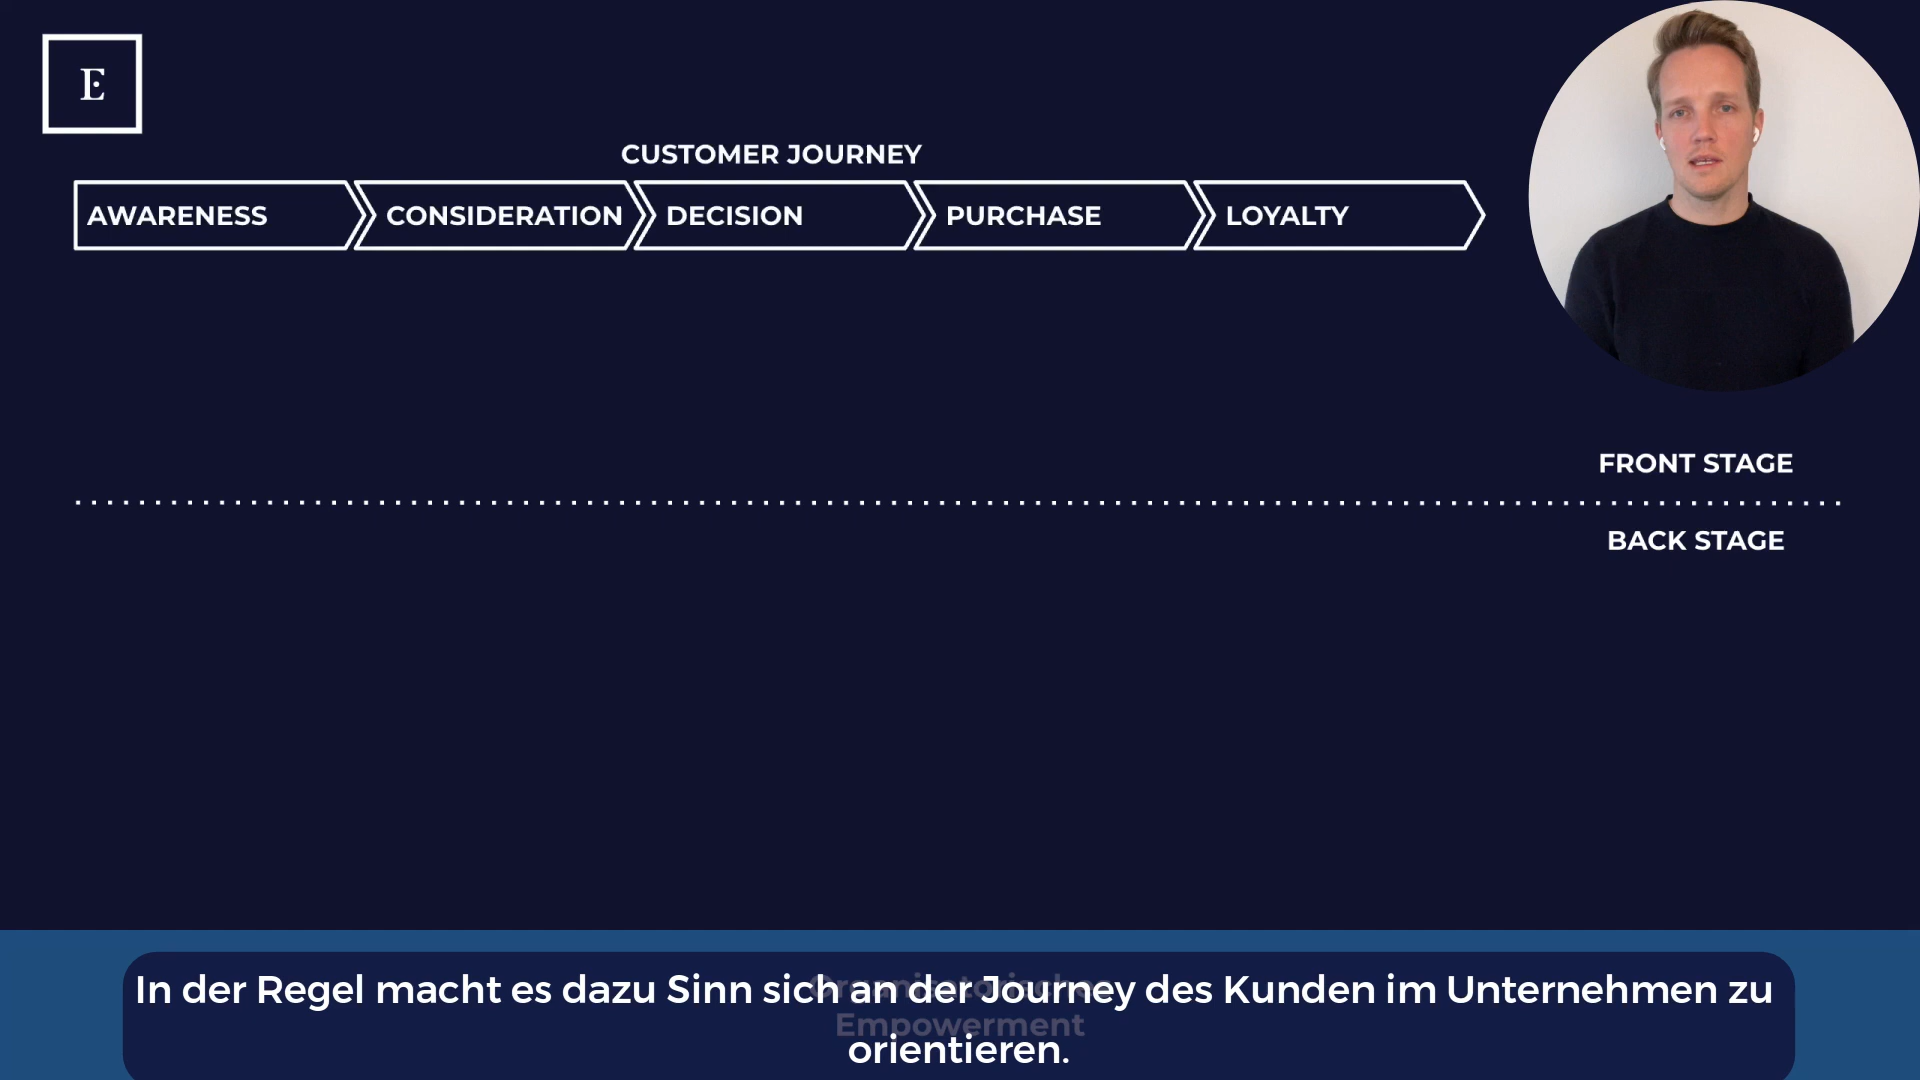 E
CUSTOMER JOURNEY
AWARENESS
CONSIDERATION
DECISION
PURCHASE
LOYALTY
FRONT STAGE
BACK STAGE
In der Regel macht es dazu Sinn sich an der Journey des Kunden im Unternehmen zu
orientieren.
Empowerment